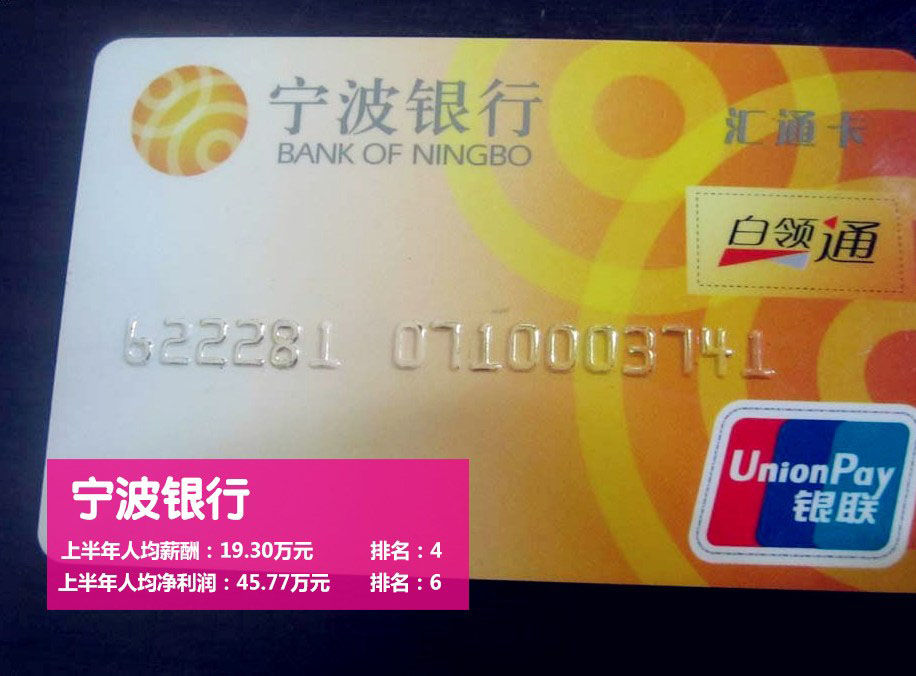 宁波银行
BANK OF NINGBO
汇通卡
白领通
622281 0710003741
UnionPay
银联
宁波银行
上半年人均薪酬：19.30万元 排名：4
上半年人均净利润：45.77万元 排名：6